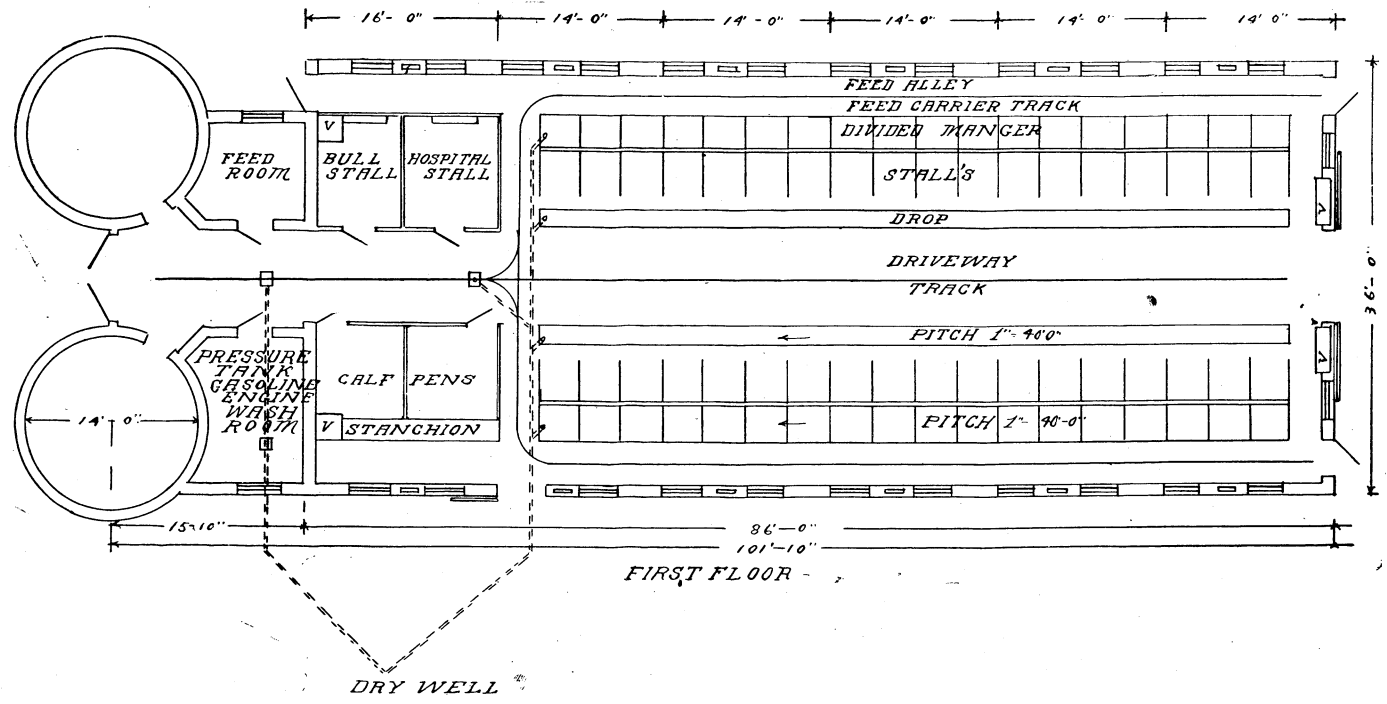 16'- 0" 14'-0" 14'-0" 14'-0" 14'-0" 14'0"
FEED ALLEY
FEED CARRIER TRACK
DIVIDED MANGER
V
FEED
ROOM
BULL
STALL
HOSPITAL
STALL
STALL'S
V
DROP
DRIVEWAY
TRACK
36'-0"
PITCH 1"- 40'0"
V
PRESSURE
TANK
GASOLINE
ENGINE
WASH
ROOM
CALF PENS
14'-0"
V
STANCHION
PITCH 1"- 40'-0"
15'-10"
86'-0"
101'-10"
FIRST FLOOR -
DRY WELL